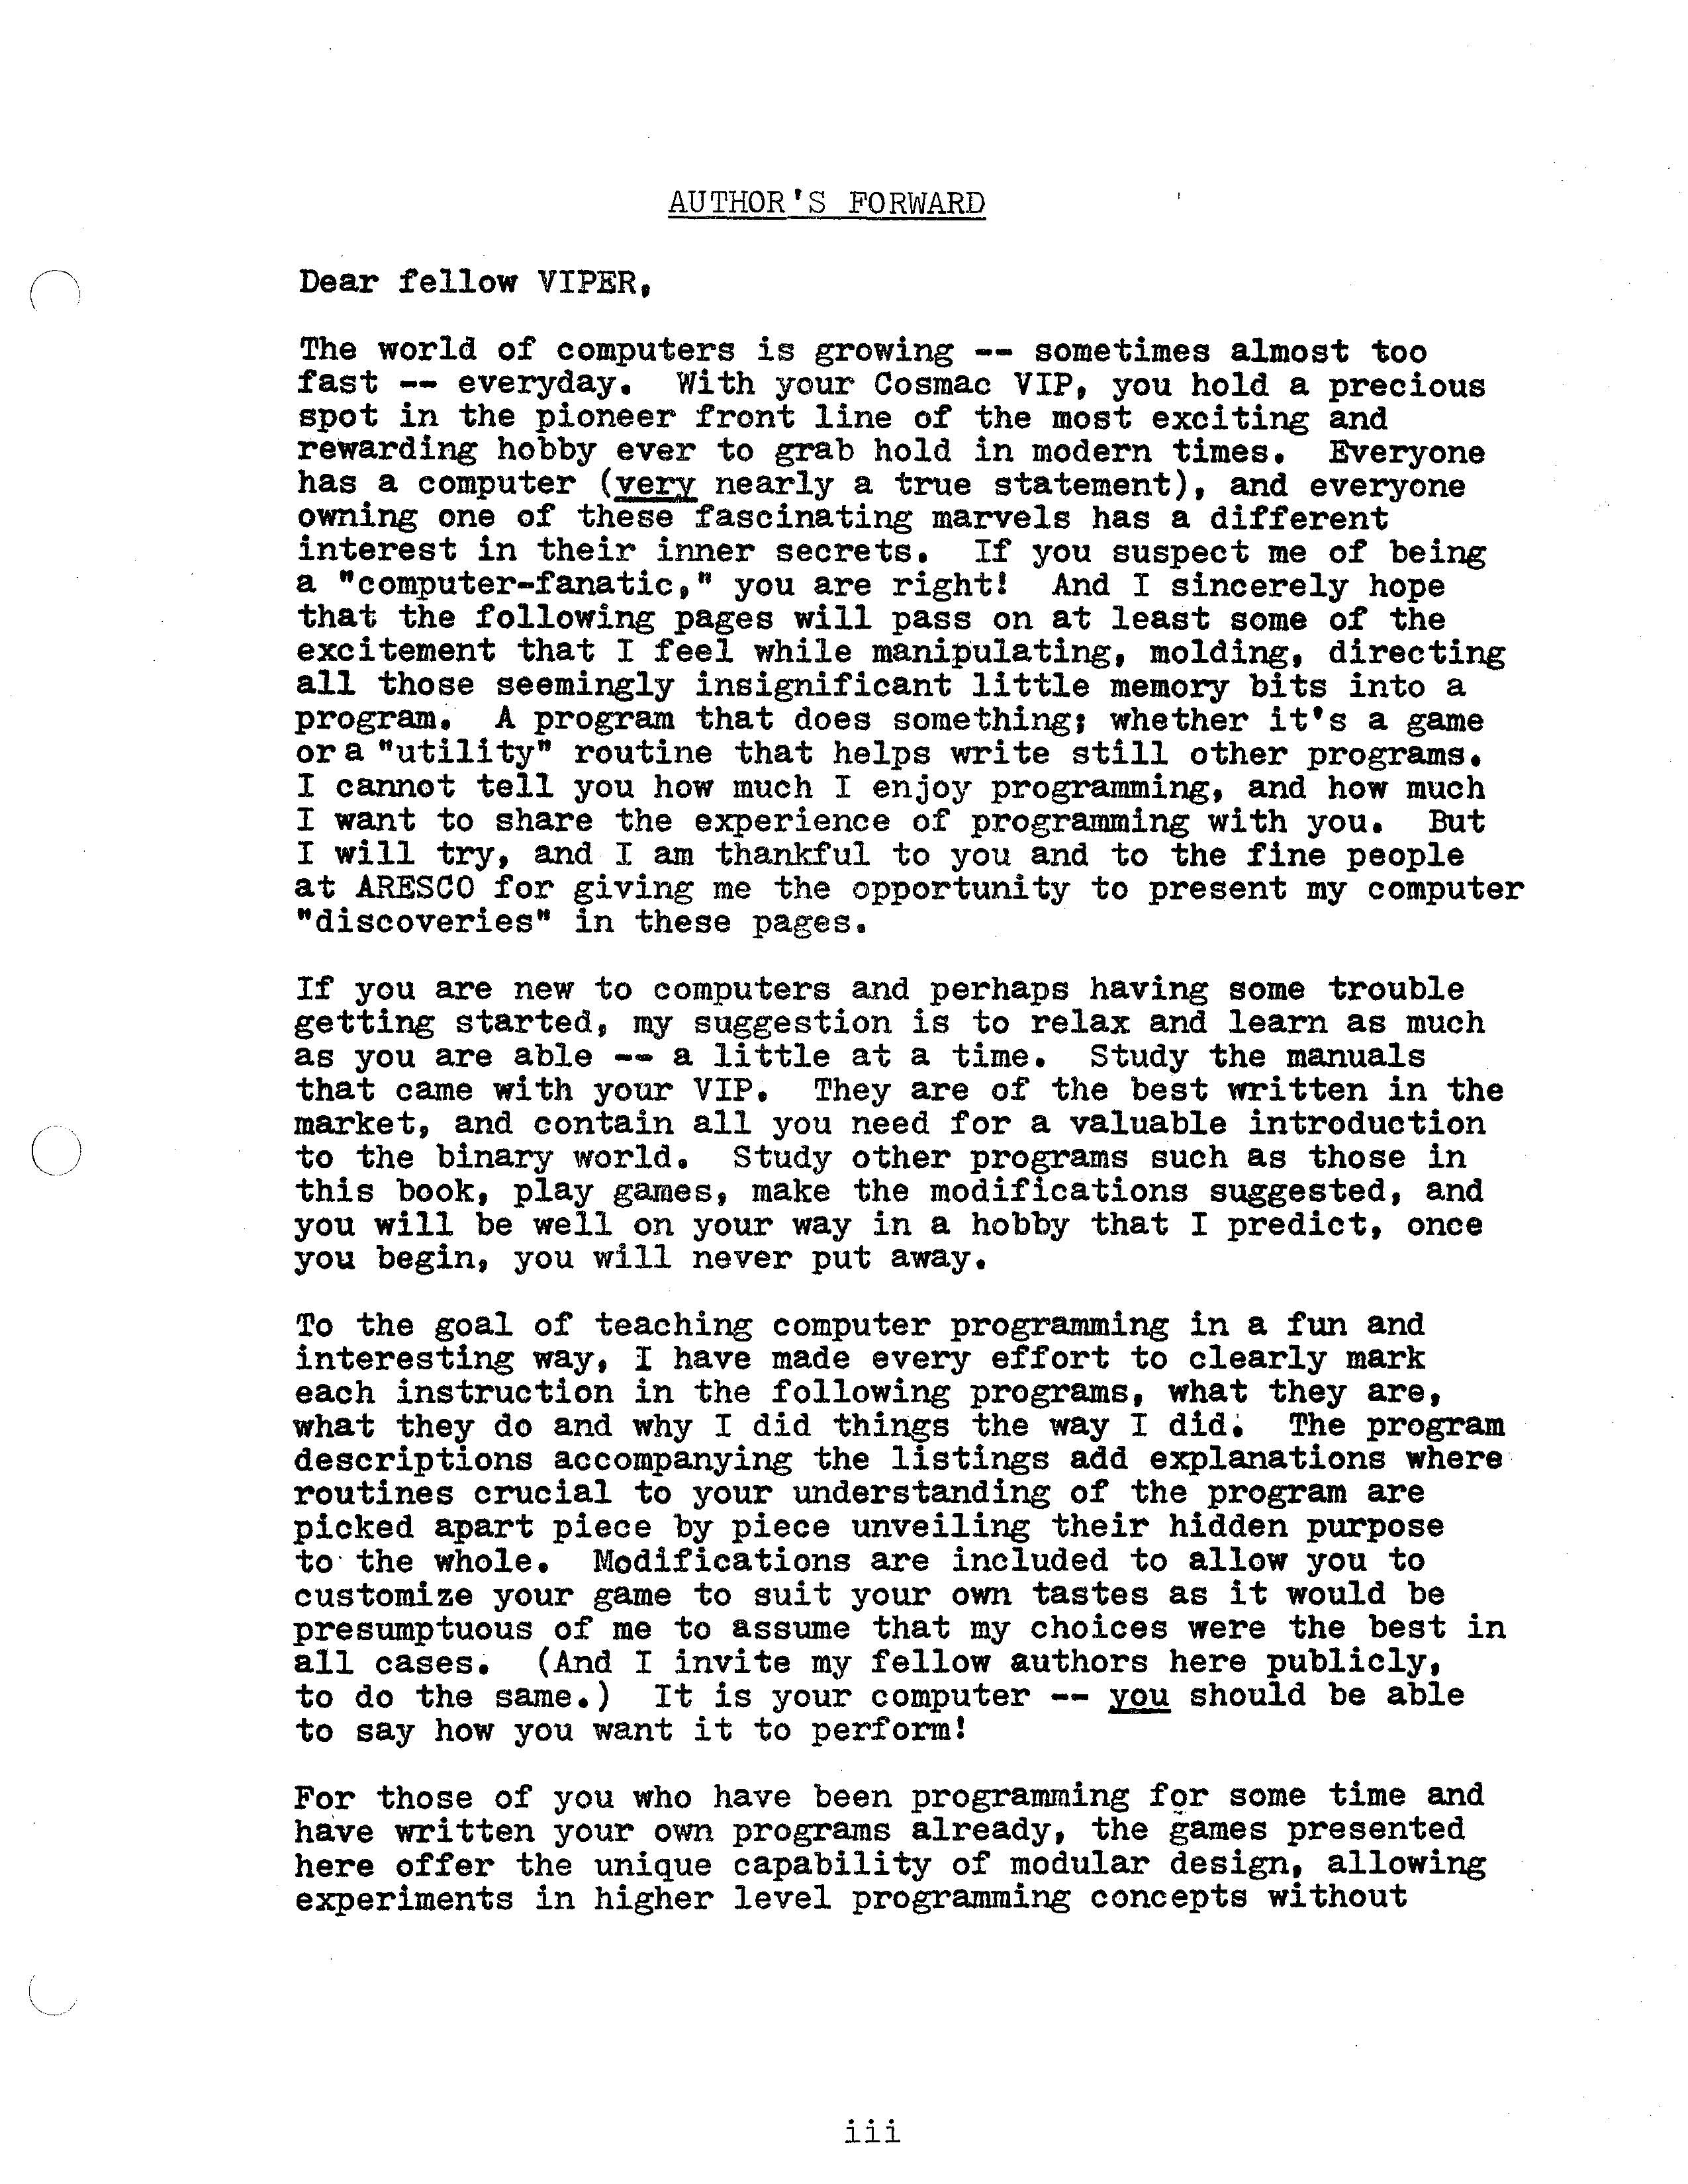 AUTHOR'S FORWARD
Dear fellow VIPER,
The world of computers is growing -- sometimes almost too
fast -- everyday.  With your Cosmac VIP, you hold a precious
spot in the pioneer front line of the most exciting and
rewarding hobby ever to grab hold in modern times.  Everyone
has a computer (very nearly a true statement), and everyone
owning one of these fascinating marvels has a different
interest in their inner secrets.  If you suspect me of being
a "computer-fanatic," you are right!  And I sincerely hope
that the following pages will pass on at least some of the
excitement that I feel while manipulating, molding, directing
all those seemingly insignificant little memory bits into a
program.  A program that does something; whether it's a game
or a "utility" routine that helps write still other programs.
I cannot tell you how much I enjoy programming, and how much
I want to share the experience of programming with you.  But
I will try, and I am thankful to you and to the fine people
at ARESCO for giving me the opportunity to present my computer
"discoveries" in these pages.
If you are new to computers and perhaps having some trouble
getting started, my suggestion is to relax and learn as much
as you are able -- a little at a time.  Study the manuals
that came with your VIP.  They are of the best written in the
market, and contain all you need for a valuable introduction
to the binary world.  Study other programs such as those in
this book, play games, make the modifications suggested, and
you will be well on your way in a hobby that I predict, once
you begin, you will never put away.
To the goal of teaching computer programming in a fun and
interesting way, I have made every effort to clearly mark
each instruction in the following programs, what they are,
what they do and why I did things the way I did.  The program
descriptions accompanying the listings add explanations where
routines crucial to your understanding of the program are
picked apart piece by piece unveiling their hidden purpose
to the whole.  Modifications are included to allow you to
customize your game to suit your own tastes as it would be
presumptuous of me to assume that my choices were the best in
all cases.  (And I invite my fellow authors here publicly,
to do the same.)  It is your computer -- you should be able
to say how you want it to perform!
For those of you who have been programming for some time and
have written your own programs already, the games presented
here offer the unique capability of modular design, allowing
experiments in higher level programming concepts without
iii